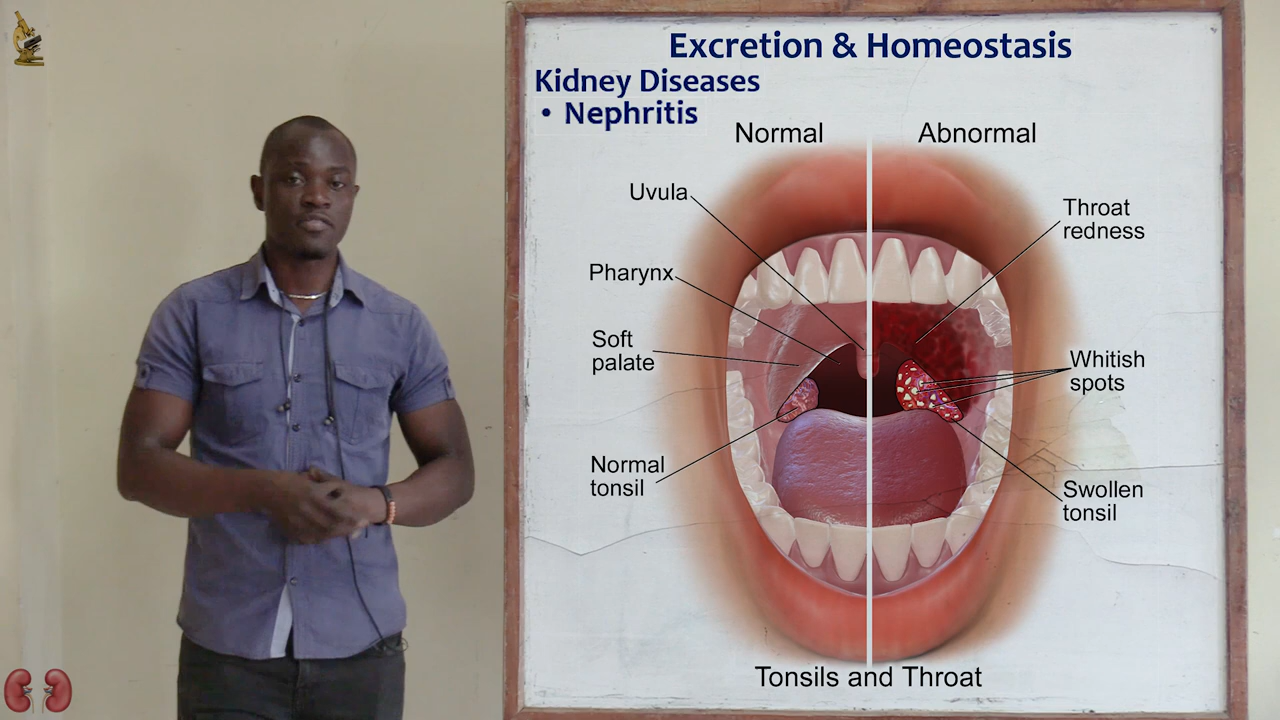 Excretion & Homeostasis
Kidney Diseases
• Nephritis
Normal
Abnormal
Uvula
Throat
redness
Pharynx
Soft
palate
Whitish
spots
Normal
tonsil
Swollen
tonsil
Tonsils and Throat